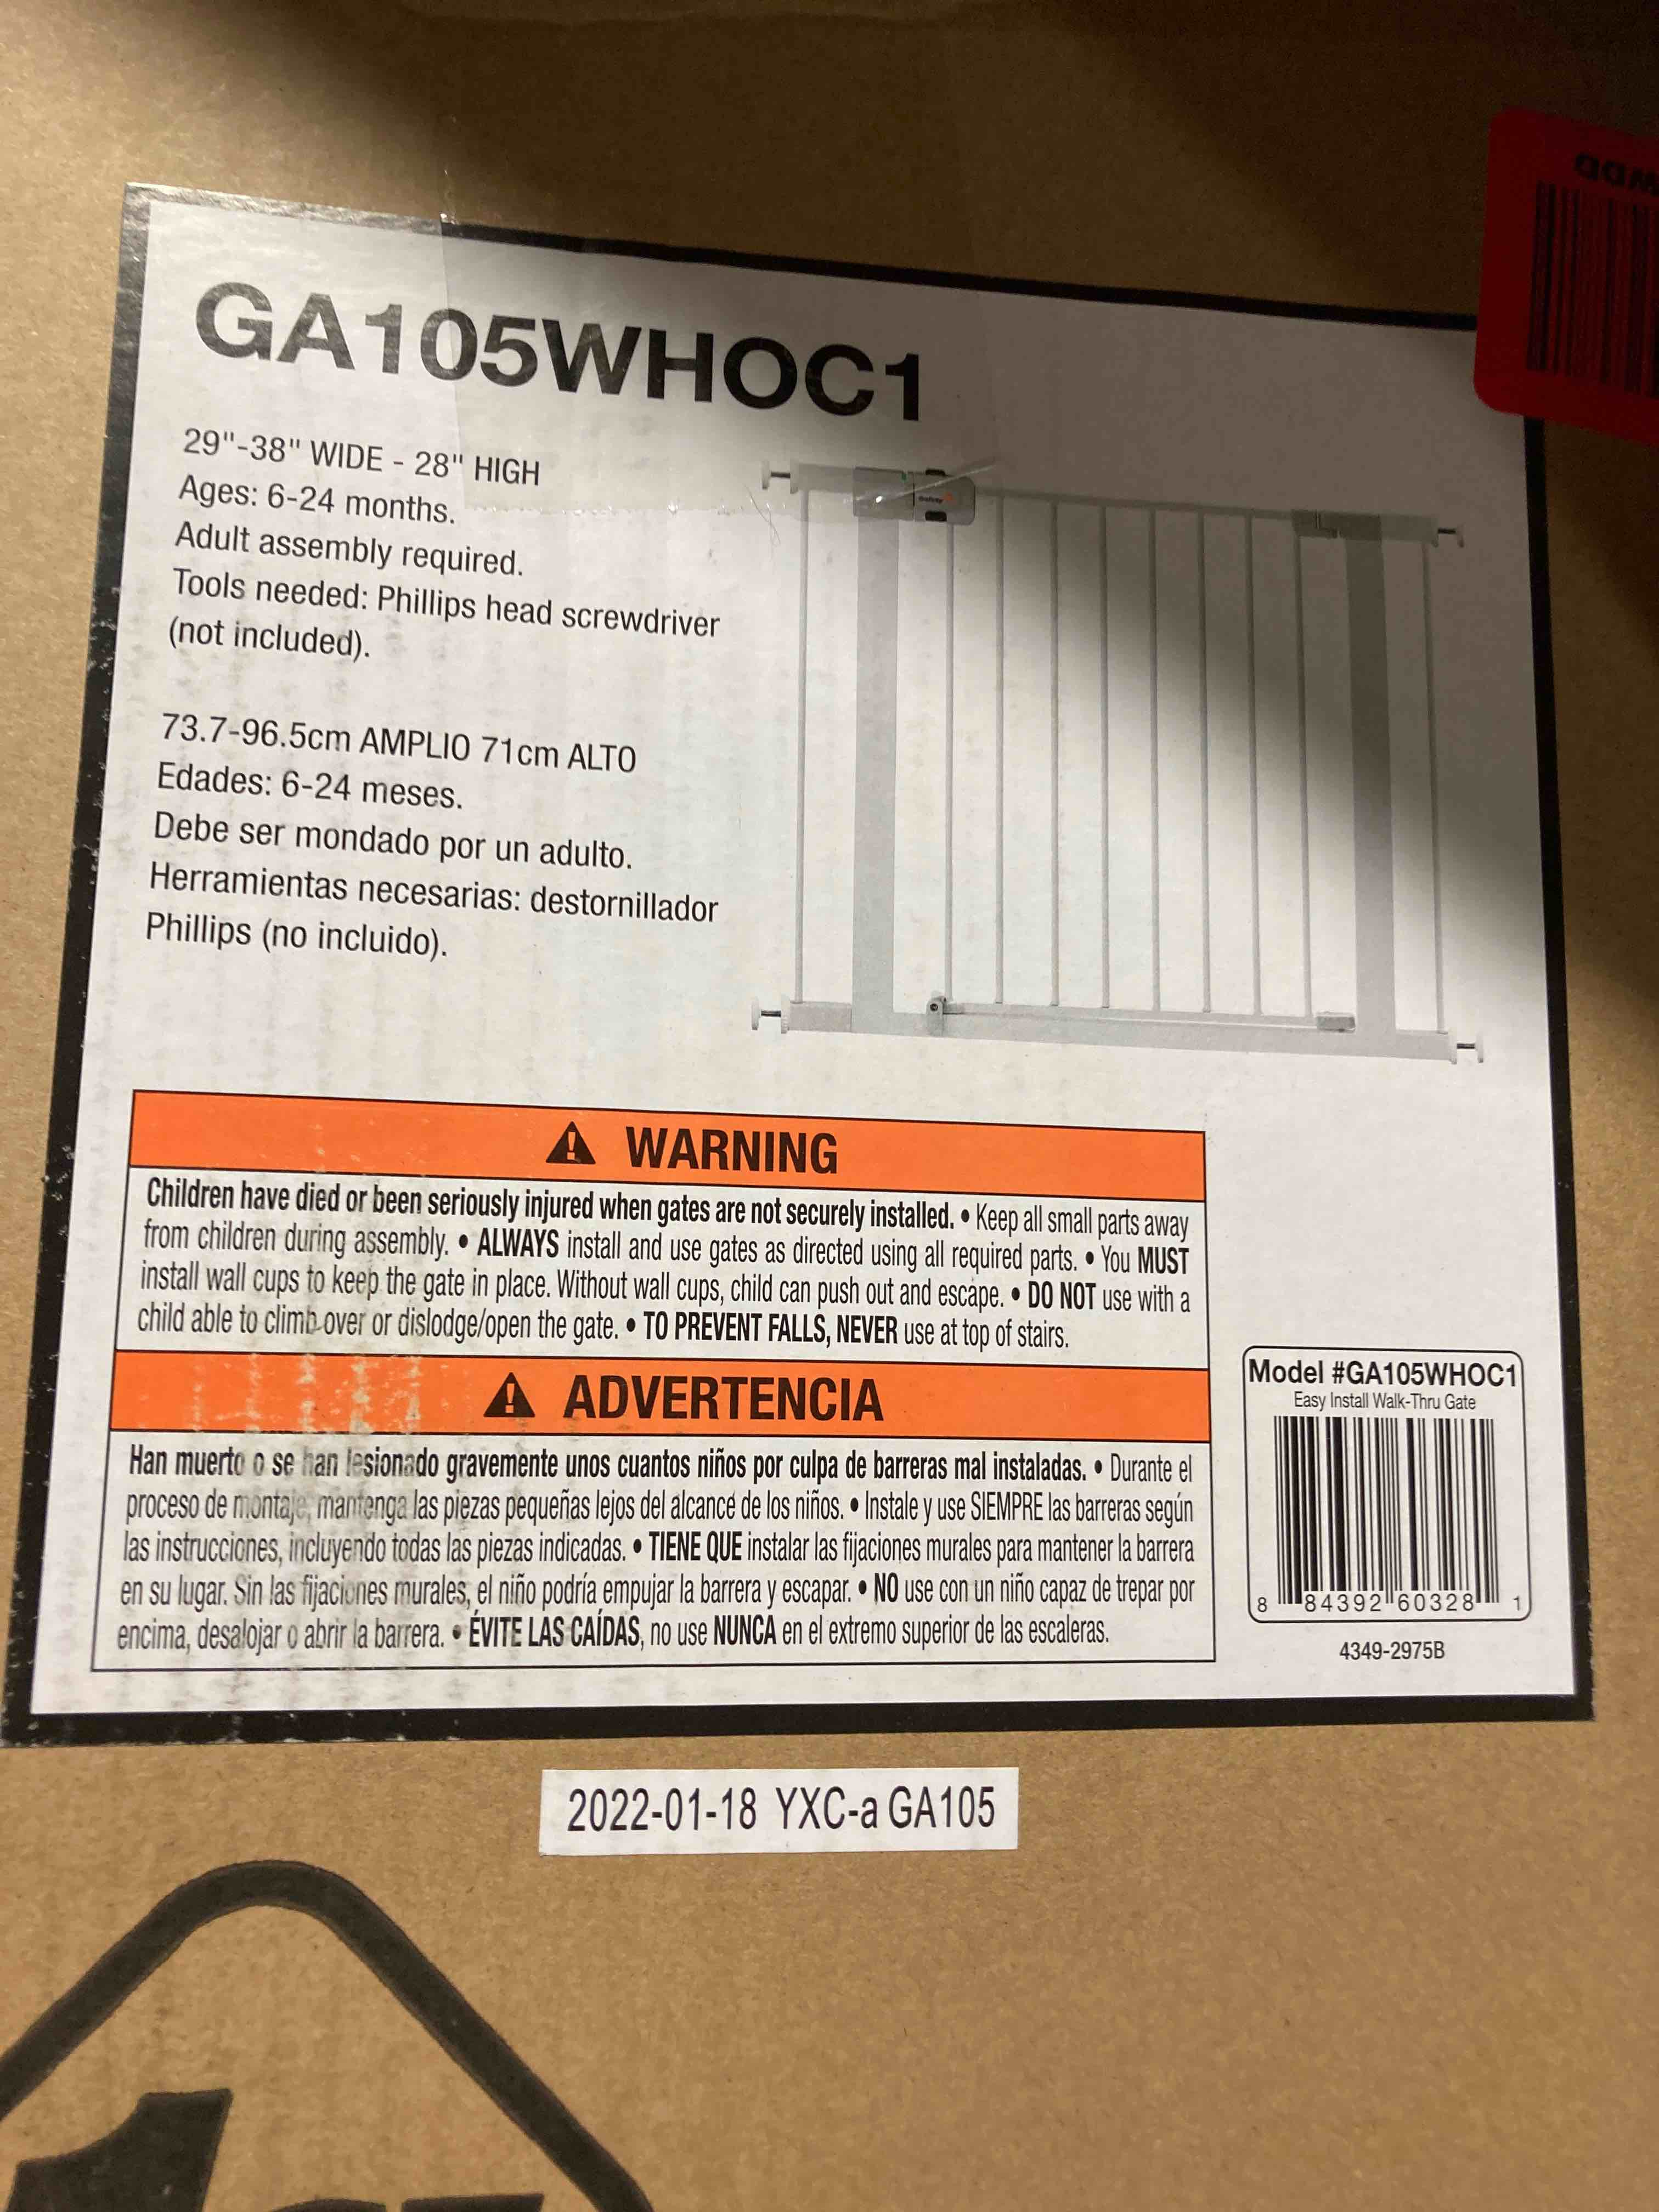 GA105WHOC1
29"-38" WIDE - 28" HIGH
Ages: 6-24 months.
Adult assembly required.
Tools needed: Phillips head screwdriver
(not included).
73.7-96.5cm AMPLIO 71cm ALTO
Edades: 6-24 meses.
Debe ser mondado por un adulto.
Herramientas necesarias: destornillador
Phillips (no incluido).
WARNING
Children have died or been seriously injured when gates are not securely installed. • Keep all small parts away
from children during assembly. • ALWAYS install and use gates as directed using all required parts. • You MUST
install wall cups to keep the gate in place. Without wall cups, child can push out and escape. • DO NOT use with a
child able to climb over or dislodge/open the gate. • TO PREVENT FALLS, NEVER use at top of stairs.
ADVERTENCIA
Han muerto o se han lesionado gravemente unos cuantos niños por culpa de barreras mal instaladas. • Durante el
proceso de montaje, mantenga las piezas pequeñas lejos del alcance de los niños. • Instale y use SIEMPRE las barreras según
las instrucciones, incluyendo todas las piezas indicadas. • TIENE QUE instalar las fijaciones murales para mantener la barrera
en su lugar. Sin las fijaciones murales, el niño podría empujar la barrera y escapar. • NO use con un niño capaz de trepar por
encima, desalojar o abrir la barrera. • ÉVITE LAS CAÍDAS, no use NUNCA en el extremo superior de las escaleras.
Model #GA105WHOC1
Easy Install Walk-Thru Gate
8 84392 60328 1
4349-2975B
2022-01-18 YXC-a GA105